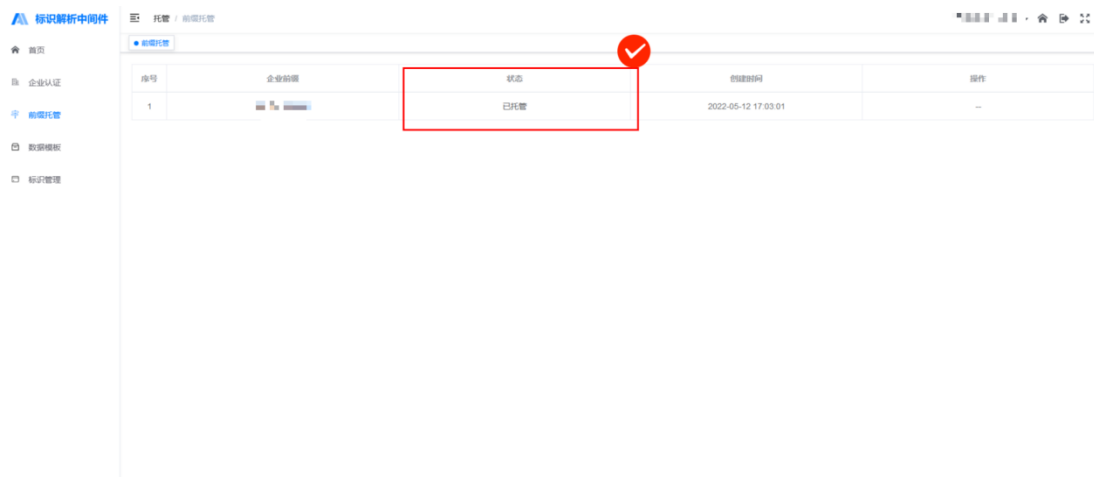 标识解析中间件
托管 / 前缀托管
首页
企业认证
前缀托管
数据模板
标识管理
前缀托管
序号 企业前缀 状态 创建时间 操作
1 已托管 2022-05-12 17:03:01 --